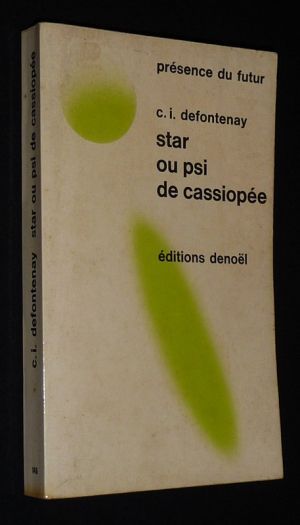 présence du futur
c. i. defontenay
star
ou psi
de cassiopée
éditions denoël
c. i. defontenay star ou psi de cassiopée